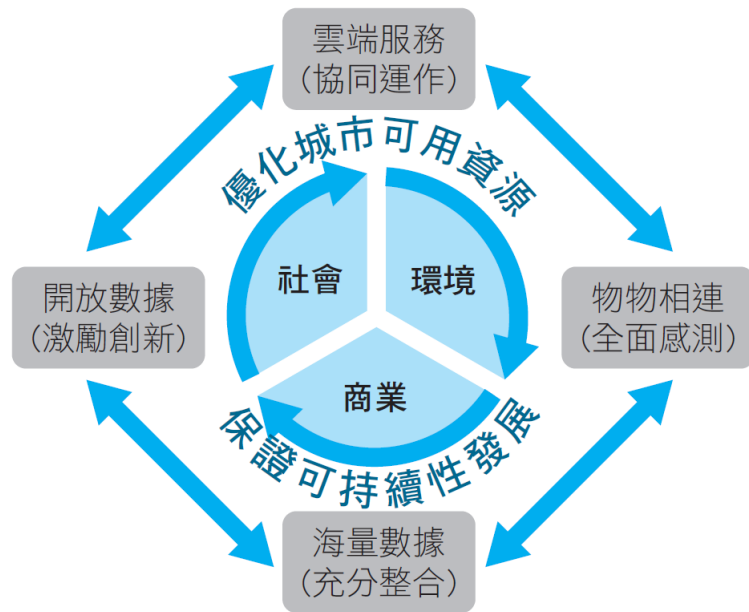 雲端服務
(協同運作)
優化城市可用資源
社會
環境
開放數據
(激勵創新)
物物相連
(全面感測)
商業
保證可持續性發展
海量數據
(充分整合)